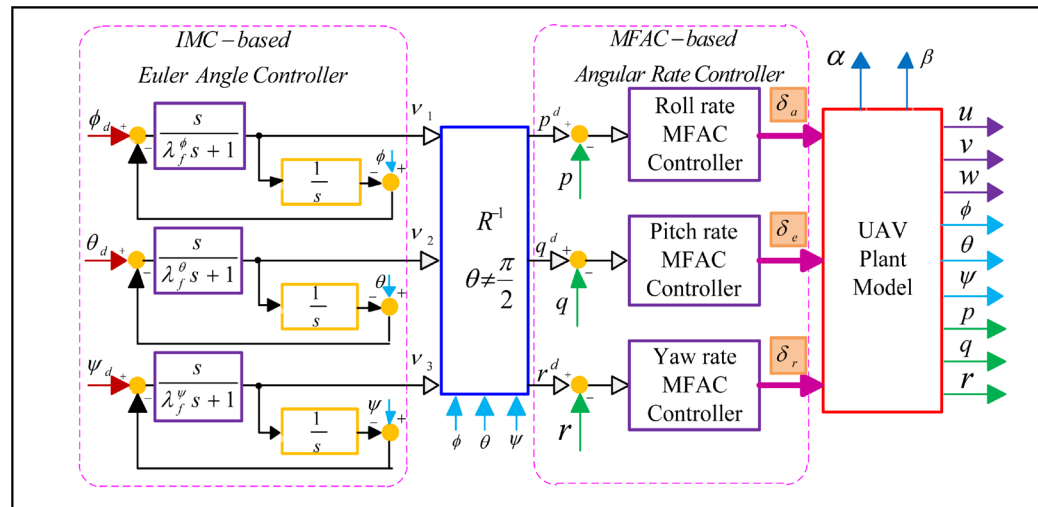 IMC-based
Euler Angle Controller
MFAC-based
Angular Rate Controller
α
β
ϕ_d
+
−
s
λ_f^ϕ s + 1
1
s
−
ϕ
+
ν_1
θ_d
+
−
s
λ_f^θ s + 1
1
s
−
θ
+
ν_2
ψ_d
+
−
s
λ_f^ψ s + 1
1
s
−
ψ
+
ν_3
R^{-1}
θ≠π/2
ϕ
θ
ψ
p^d
+
−
p
Roll rate
MFAC
Controller
δ_a
q^d
+
−
q
Pitch rate
MFAC
Controller
δ_e
r^d
+
−
r
Yaw rate
MFAC
Controller
δ_r
UAV
Plant
Model
u
v
w
ϕ
θ
ψ
p
q
r